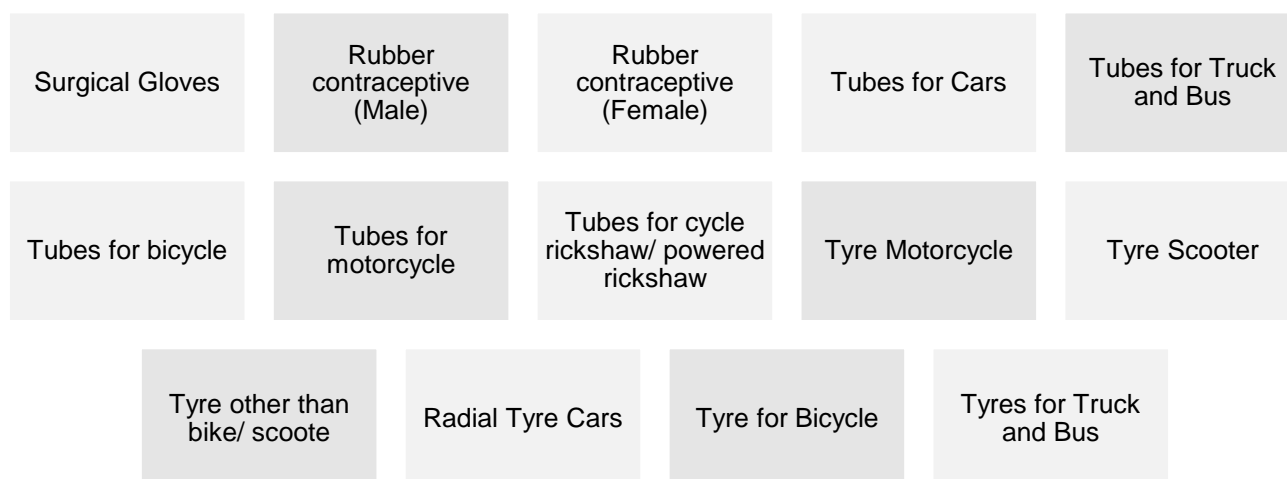 Surgical Gloves
Rubber
contraceptive
(Male)
Rubber
contraceptive
(Female)
Tubes for Cars
Tubes for Truck
and Bus
Tubes for bicycle
Tubes for
motorcycle
Tubes for cycle
rickshaw/ powered
rickshaw
Tyre Motorcycle
Tyre Scooter
Tyre other than
bike/ scoote
Radial Tyre Cars
Tyre for Bicycle
Tyres for Truck
and Bus